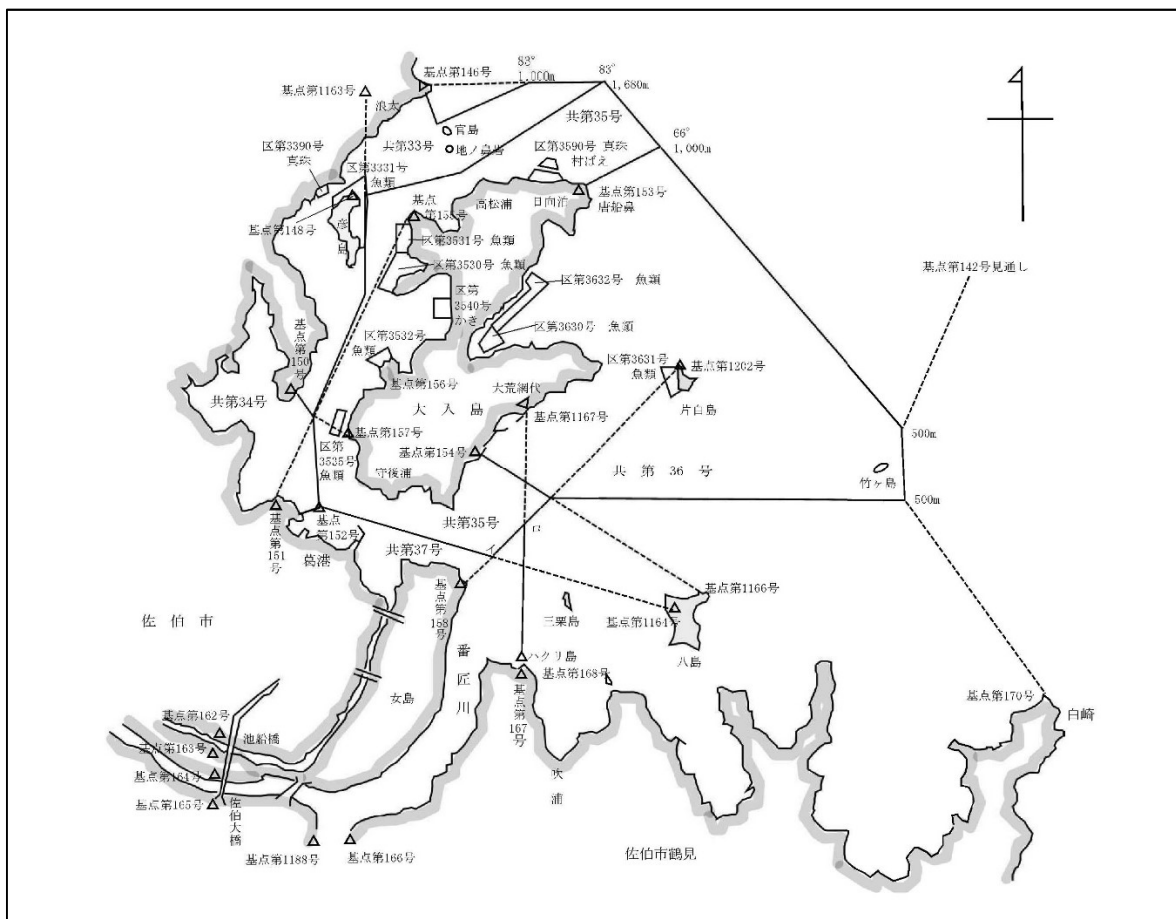 基点第146号
83°
1,000m
83°
1,680m
基点第1163号
浪太
共第35号
官島
66°
1,000m
共第33号
地ノ島碆
区第3590号 真珠
村ばえ
区第3390号
真珠
区第3331号
魚類
基点第153号
唐船鼻
基点
第155号
高松浦
日向泊
基点第148号
彦島
区第3531号 魚類
区第3530号 魚類
基点第142号見通し
区第3632号 魚類
区第
3540号
かき
区第3630号 魚類
基点第150号
区第3532号
魚類
区第3631号
魚類
基点第1202号
基点第156号
共第34号
大入島
大荒網代
片白島
基点第1167号
500m
基点第157号
区第
3525号
魚類
基点第154号
共第36号
竹ヶ島
守後浦
500m
基点第151号
基点
第152号
共第35号
ロ
葛港
共第37号
イ
基点第158号
基点第1166号
佐伯市
三栗島
基点第1164号
八島
番匠川
ハクリ島
基点第168号
女島
基点第167号
基点第170号
白崎
基点第162号
池船橋
基点第163号
基点第164号
吹浦
基点第165号
佐伯大橋
基点第1188号
基点第166号
佐伯市鶴見